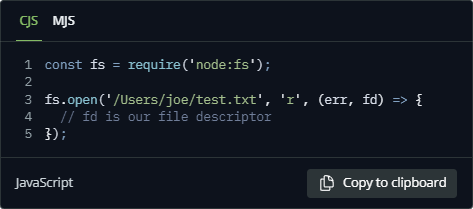 CJS MJS
1 const fs = require('node:fs');
2
3 fs.open('/Users/joe/test.txt', 'r', (err, fd) => {
4   // fd is our file descriptor
5 });
JavaScript Copy to clipboard